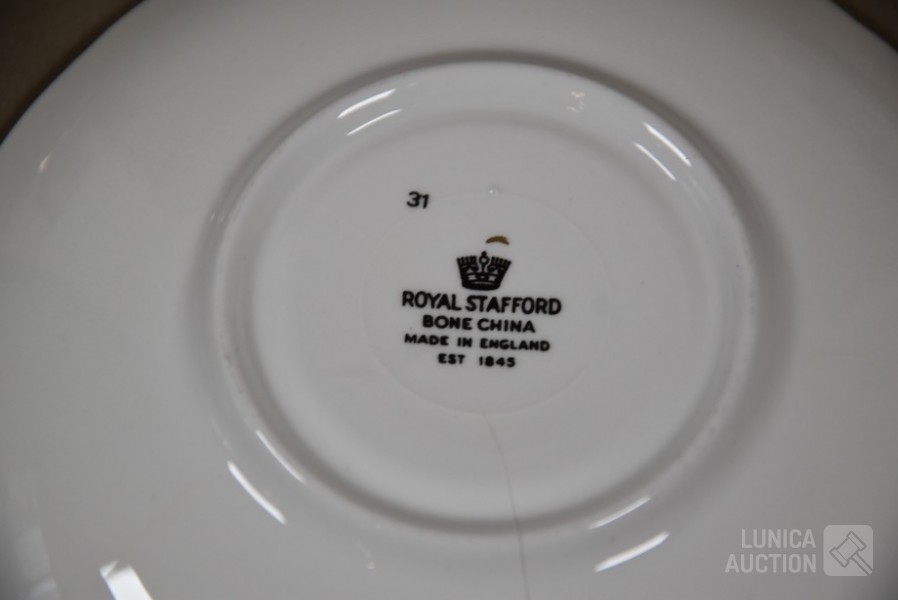 31
ROYAL STAFFORD
BONE CHINA
MADE IN ENGLAND
EST 1845
LUNICA
AUCTION